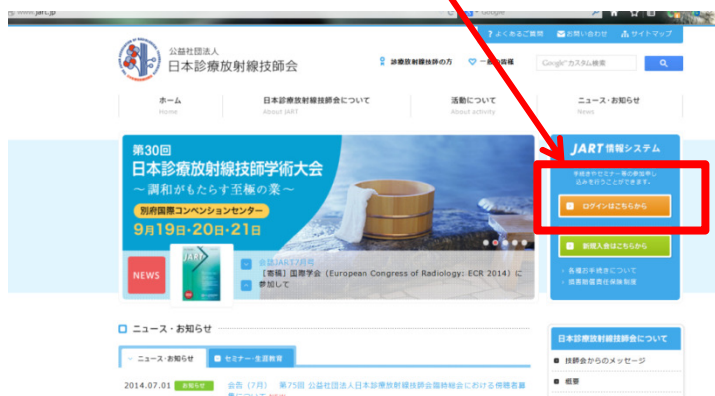 www.jart.jp
Google
? よくあるご質問 お問い合わせ サイトマップ
公益社団法人
日本診療放射線技師会
診療放射線技師の方
Google カスタム検索
ホーム 日本診療放射線技師会について 活動について ニュース・お知らせ
Home About JART About activity News
第30回
日本診療放射線技師学術大会
～調和がもたらす至極の業～
別府国際コンベンションセンター
9月19日・20日・21日
JART 情報システム
手続きやセミナー等の参加申し
込みを行うことができます。
ログインはこちらから
新規入会はこちらから
各種お手続きについて
損害賠償責任保険制度
NEWS
JART
会誌JART7月号
［寄稿］国際学会（European Congress of Radiology: ECR 2014）に
参加して
ニュース・お知らせ
ニュース・お知らせ セミナー・生涯教育
2014.07.01 お知らせ 会告（7月） 第75回 公益社団法人日本診療放射線技師会臨時総会における傍聴者募
日本診療放射線技師会について
技師会からのメッセージ
概要